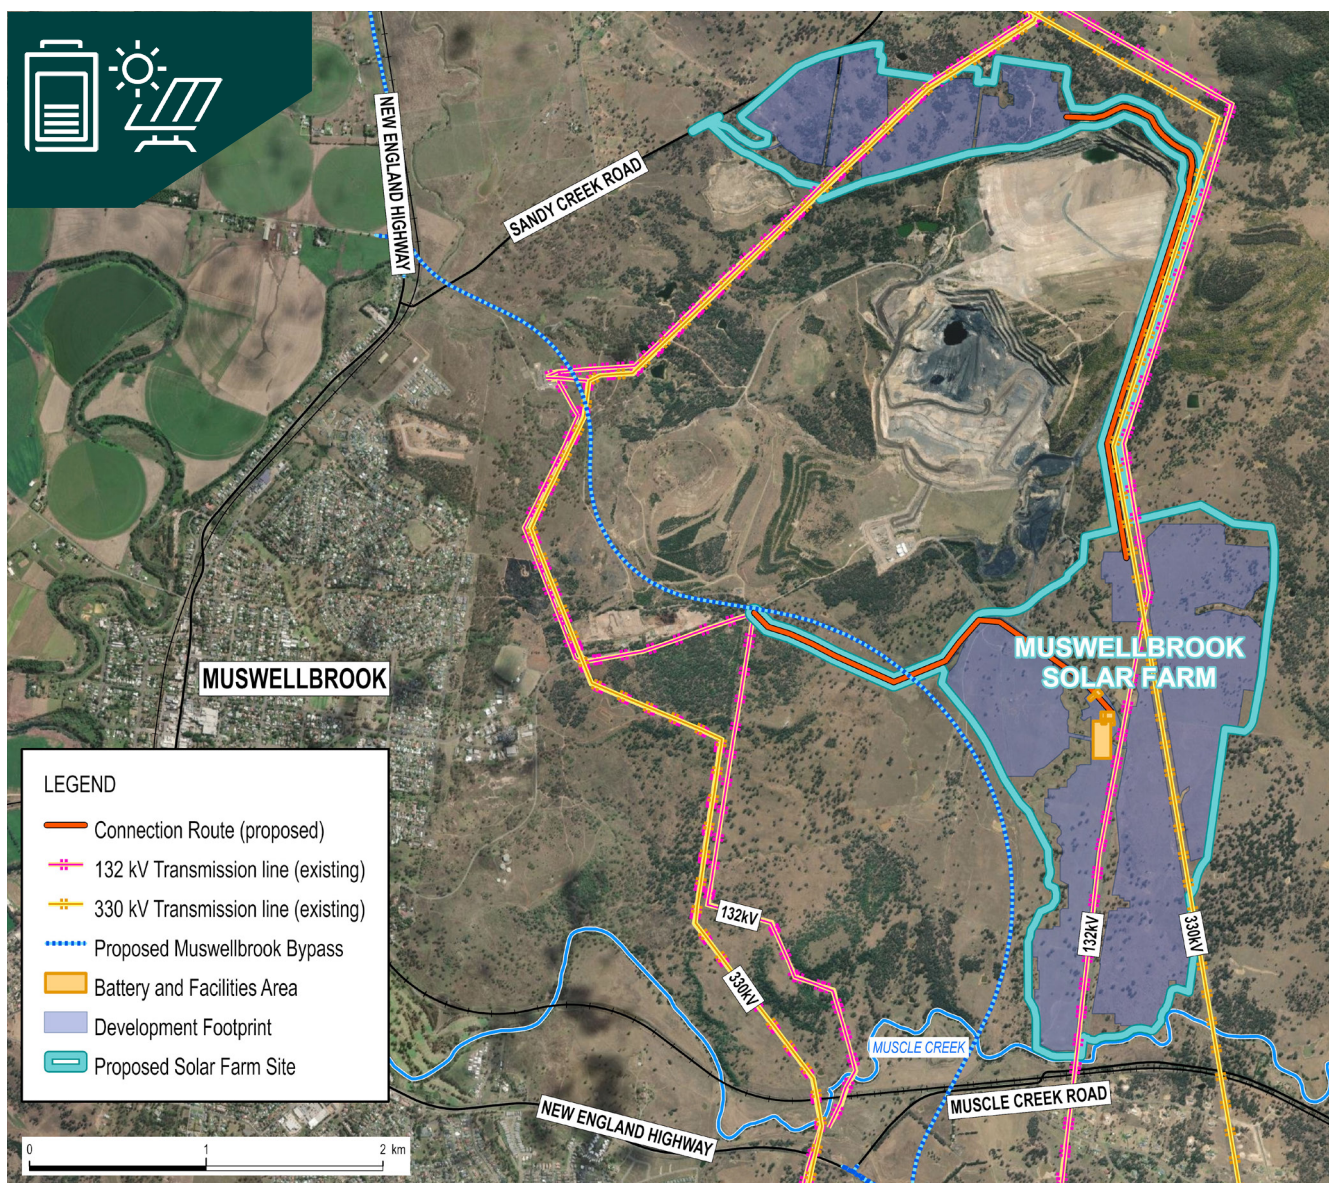 NEW ENGLAND HIGHWAY
SANDY CREEK ROAD
MUSWELLBROOK
SOLAR FARM
MUSWELLBROOK
LEGEND
Connection Route (proposed)
132 kV Transmission line (existing)
330 kV Transmission line (existing)
Proposed Muswellbrook Bypass
Battery and Facilities Area
Development Footprint
Proposed Solar Farm Site
132kV
330kV
132kV
330kV
MUSCLE CREEK
MUSCLE CREEK ROAD
NEW ENGLAND HIGHWAY
0 1 2 km